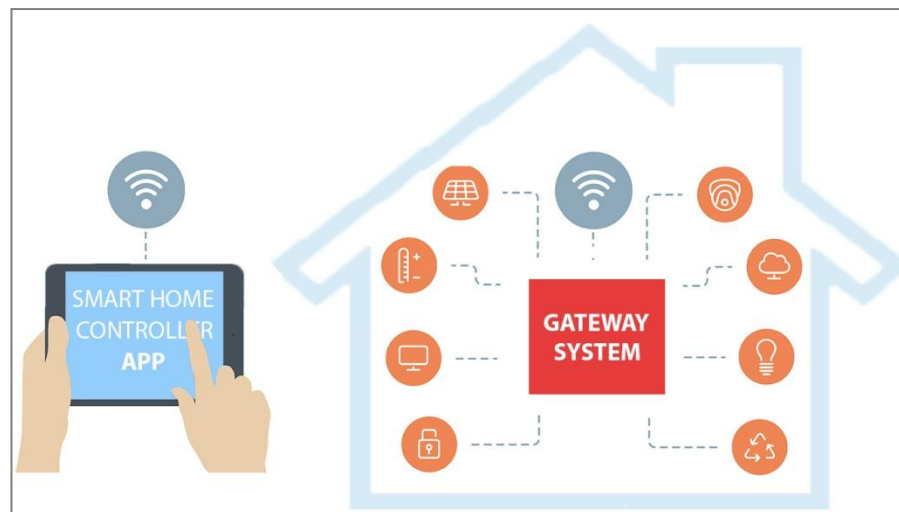 SMART HOME
CONTROLLER
APP
GATEWAY
SYSTEM